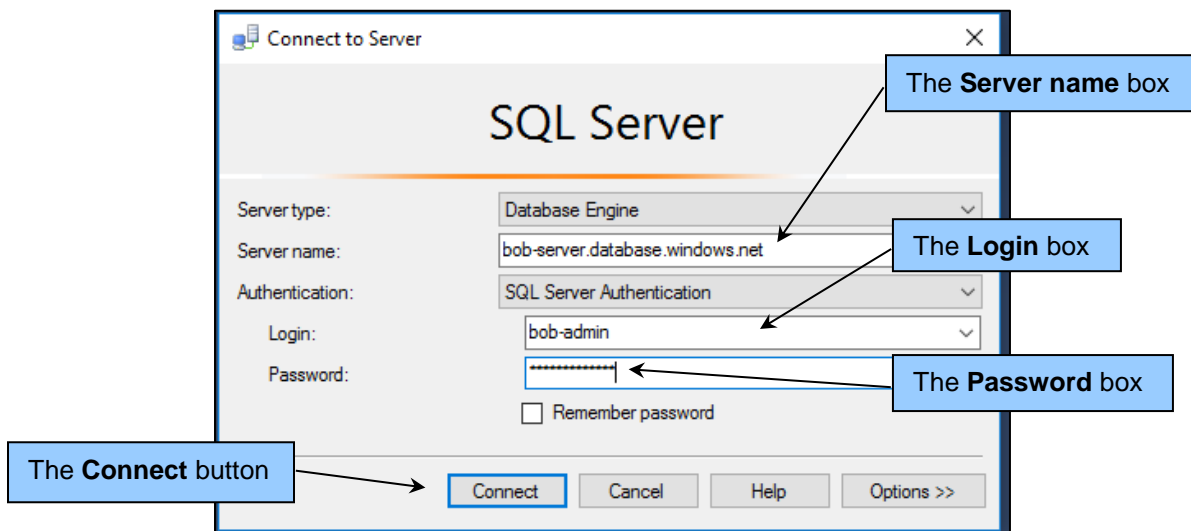 Connect to Server
The Server name box
SQL Server
Server type:
Database Engine
Server name:
bob-server.database.windows.net
The Login box
Authentication:
SQL Server Authentication
Login:
bob-admin
Password:
*************
The Password box
Remember password
The Connect button
Connect
Cancel
Help
Options >>